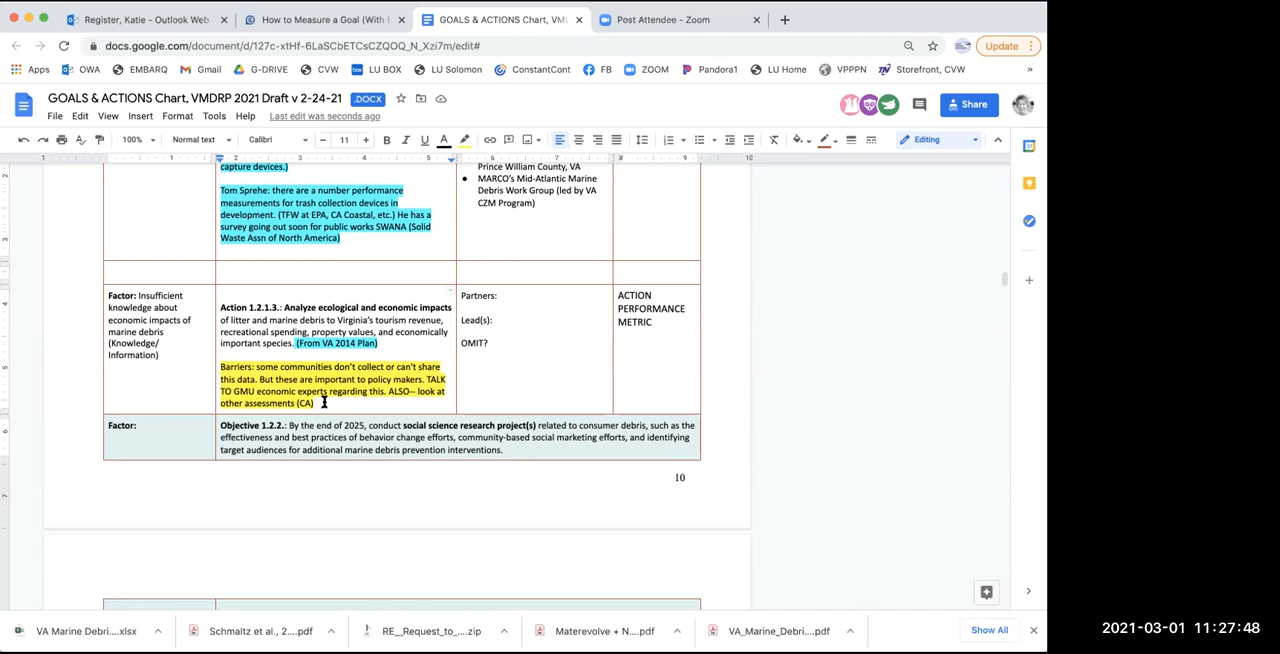 Register, Katie - Outlook Web
How to Measure a Goal (With E
GOALS & ACTIONS Chart, VM
Post Attendee - Zoom
docs.google.com/document/d/127c-xtHf-6LaSCbETCsCZQOQ_N_Xzi7m/edit#
Update
Apps OWA EMBARQ Gmail G-DRIVE CVW LU BOX LU Solomon ConstantCont FB ZOOM Pandora1 LU Home VPPPN Storefront, CVW »
GOALS & ACTIONS Chart, VMDRP 2021 Draft v 2-24-21 .DOCX
Share
File Edit View Insert Format Tools Help Last edit was seconds ago
100% Normal text Calibri 11 B I U A Editing
1 1 2 3 4 5 6 7 8 9 10
capture devices.)
Tom Sprehe: there are a number performance
measurements for trash collection devices in
development. (TFW at EPA, CA Coastal, etc.) He has a
survey going out soon for public works SWANA (Solid
Waste Assn of North America)
Prince William County, VA
● MARCO's Mid-Atlantic Marine
Debris Work Group (led by VA
CZM Program)
Factor: Insufficient
knowledge about
economic impacts of
marine debris
(Knowledge/
Information)
Action 1.2.1.3.: Analyze ecological and economic impacts
of litter and marine debris to Virginia's tourism revenue,
recreational spending, property values, and economically
important species. (From VA 2014 Plan)
Barriers: some communities don't collect or can't share
this data. But these are important to policy makers. TALK
TO GMU economic experts regarding this. ALSO-- look at
other assessments (CA)
Partners:
Lead(s):
OMIT?
ACTION
PERFORMANCE
METRIC
Factor:
Objective 1.2.2.: By the end of 2025, conduct social science research project(s) related to consumer debris, such as the
effectiveness and best practices of behavior change efforts, community-based social marketing efforts, and identifying
target audiences for additional marine debris prevention interventions.
10
VA Marine Debri....xlsx
Schmaltz et al., 2....pdf
RE__Request_to_....zip
Materevolve + N....pdf
VA_Marine_Debri....pdf
Show All
2021-03-01 11:27:48